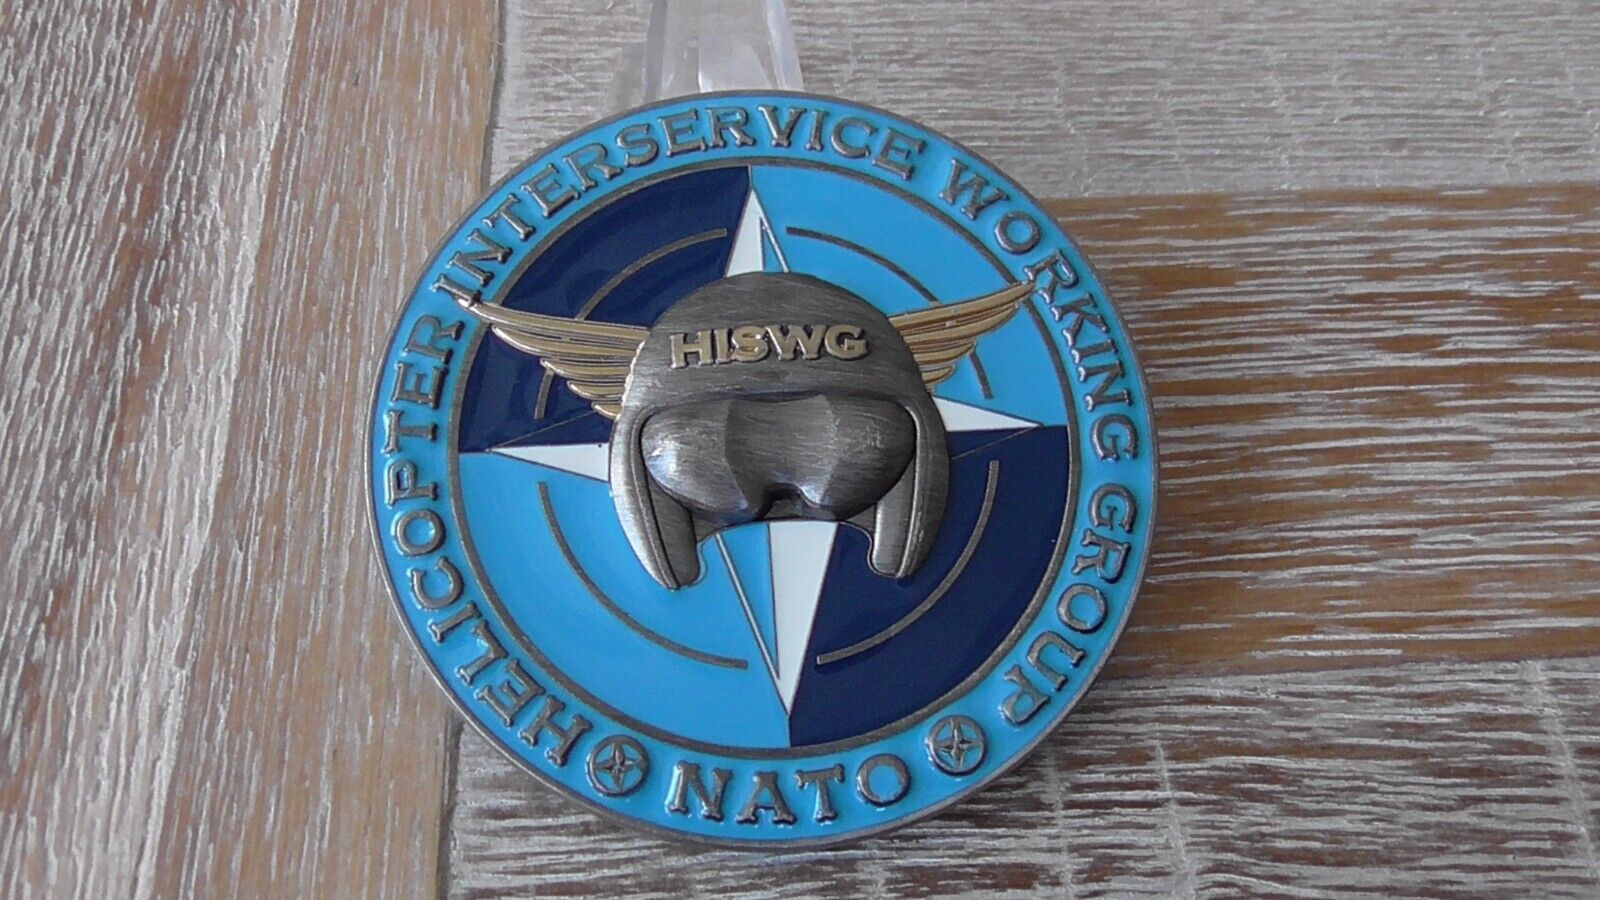 HELICOPTER INTERSERVICE WORKING GROUP
HISWG
NATO